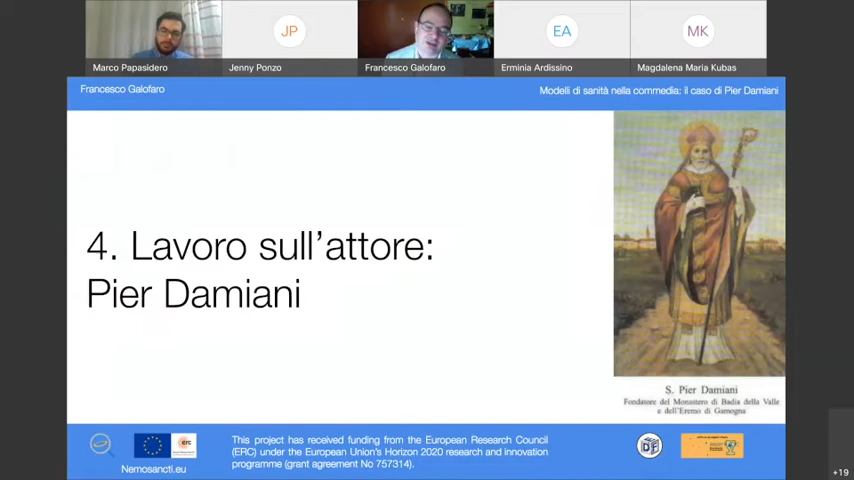 JP
EA
MK
Marco Papasidero
Jenny Ponzo
Francesco Galofaro
Erminia Ardissino
Magdalena Maria Kubas
Francesco Galofaro
Modelli di sanità nella commedia: il caso di Pier Damiani
4. Lavoro sull'attore:
Pier Damiani
S. Pier Damiani
Fondatore del Monastero di Badia della Valle
e dell'Eremo di Gamogna
Nemosancti.eu
erc
This project has received funding from the European Research Council
(ERC) under the European Union's Horizon 2020 research and innovation
programme (grant agreement No 757314).
+19